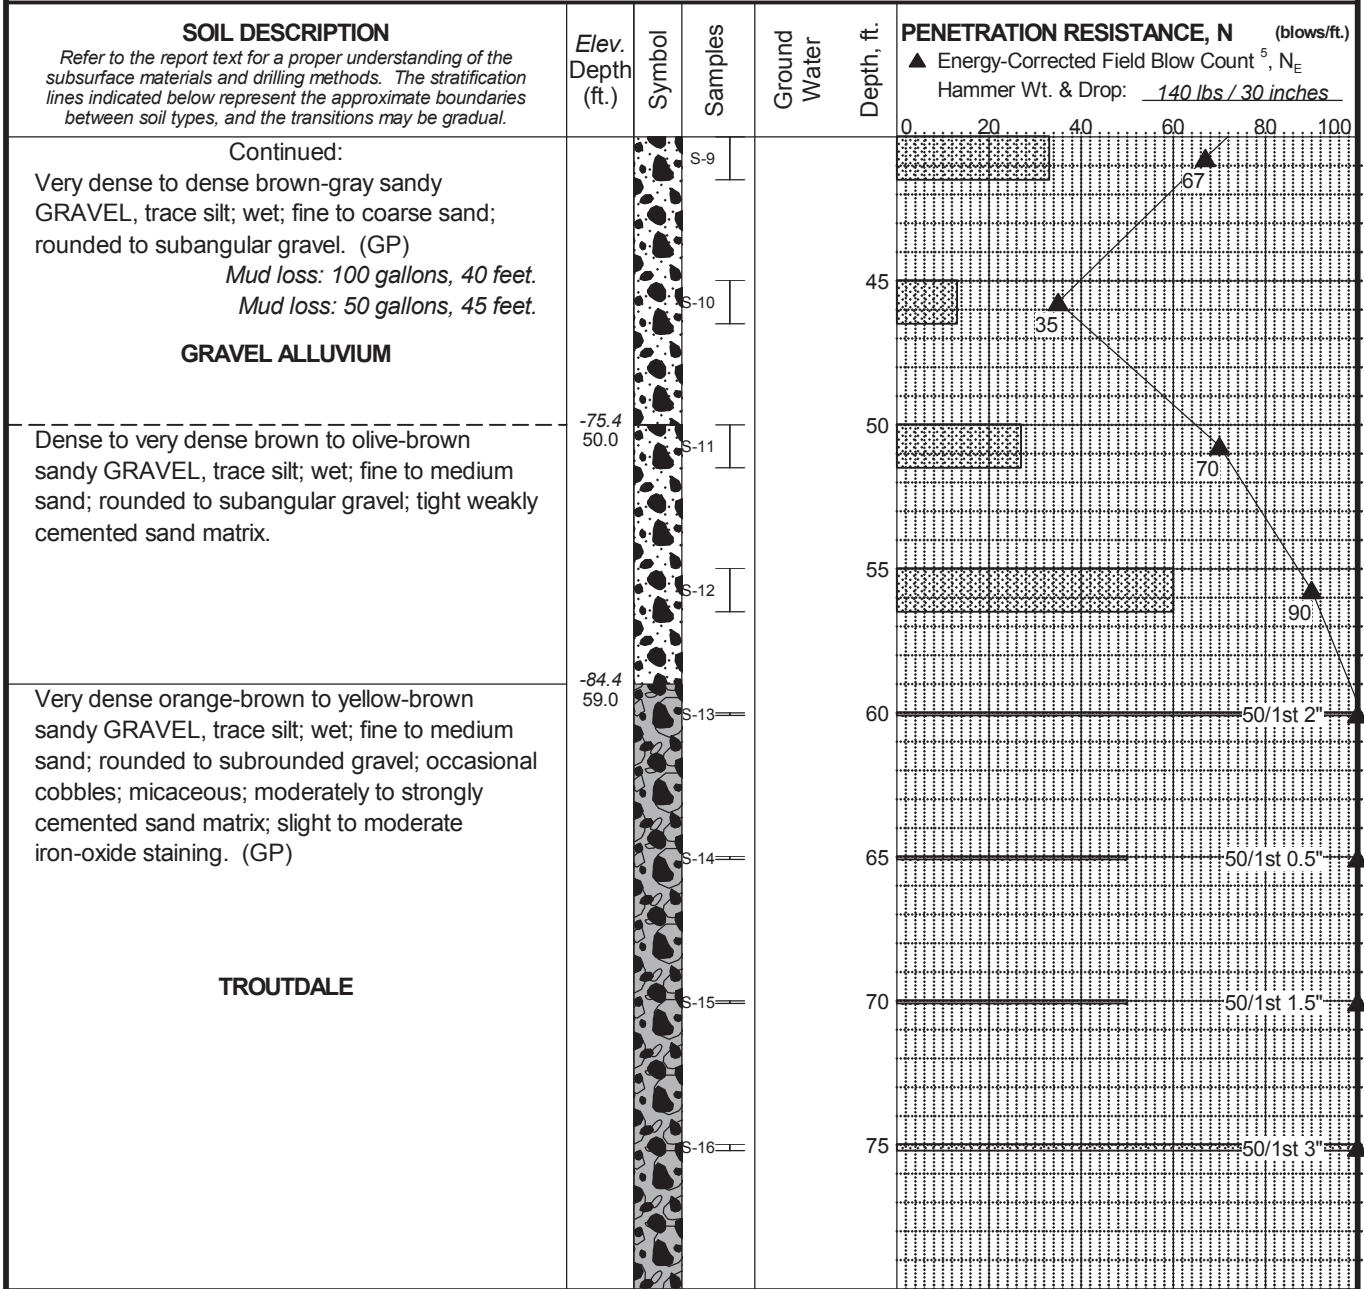 SOIL DESCRIPTION
Refer to the report text for a proper understanding of the
subsurface materials and drilling methods. The stratification
lines indicated below represent the approximate boundaries
between soil types, and the transitions may be gradual.
Elev.
Depth
(ft.)
Symbol
Samples
Ground
Water
Depth, ft.
PENETRATION RESISTANCE, N (blows/ft.)
▲ Energy-Corrected Field Blow Count 5, NE
Hammer Wt. & Drop: 140 lbs / 30 inches
0 20 40 60 80 100
Continued:
Very dense to dense brown-gray sandy
GRAVEL, trace silt; wet; fine to coarse sand;
rounded to subangular gravel. (GP)
Mud loss: 100 gallons, 40 feet.
Mud loss: 50 gallons, 45 feet.
GRAVEL ALLUVIUM
-75.4
50.0
Dense to very dense brown to olive-brown
sandy GRAVEL, trace silt; wet; fine to medium
sand; rounded to subangular gravel; tight weakly
cemented sand matrix.
-84.4
59.0
Very dense orange-brown to yellow-brown
sandy GRAVEL, trace silt; wet; fine to medium
sand; rounded to subrounded gravel; occasional
cobbles; micaceous; moderately to strongly
cemented sand matrix; slight to moderate
iron-oxide staining. (GP)
TROUTDALE
S-9
S-10
S-11
S-12
S-13
S-14
S-15
S-16
45
50
55
60
65
70
75
67
35
70
90
50/1st 2"
50/1st 0.5"
50/1st 1.5"
50/1st 3"